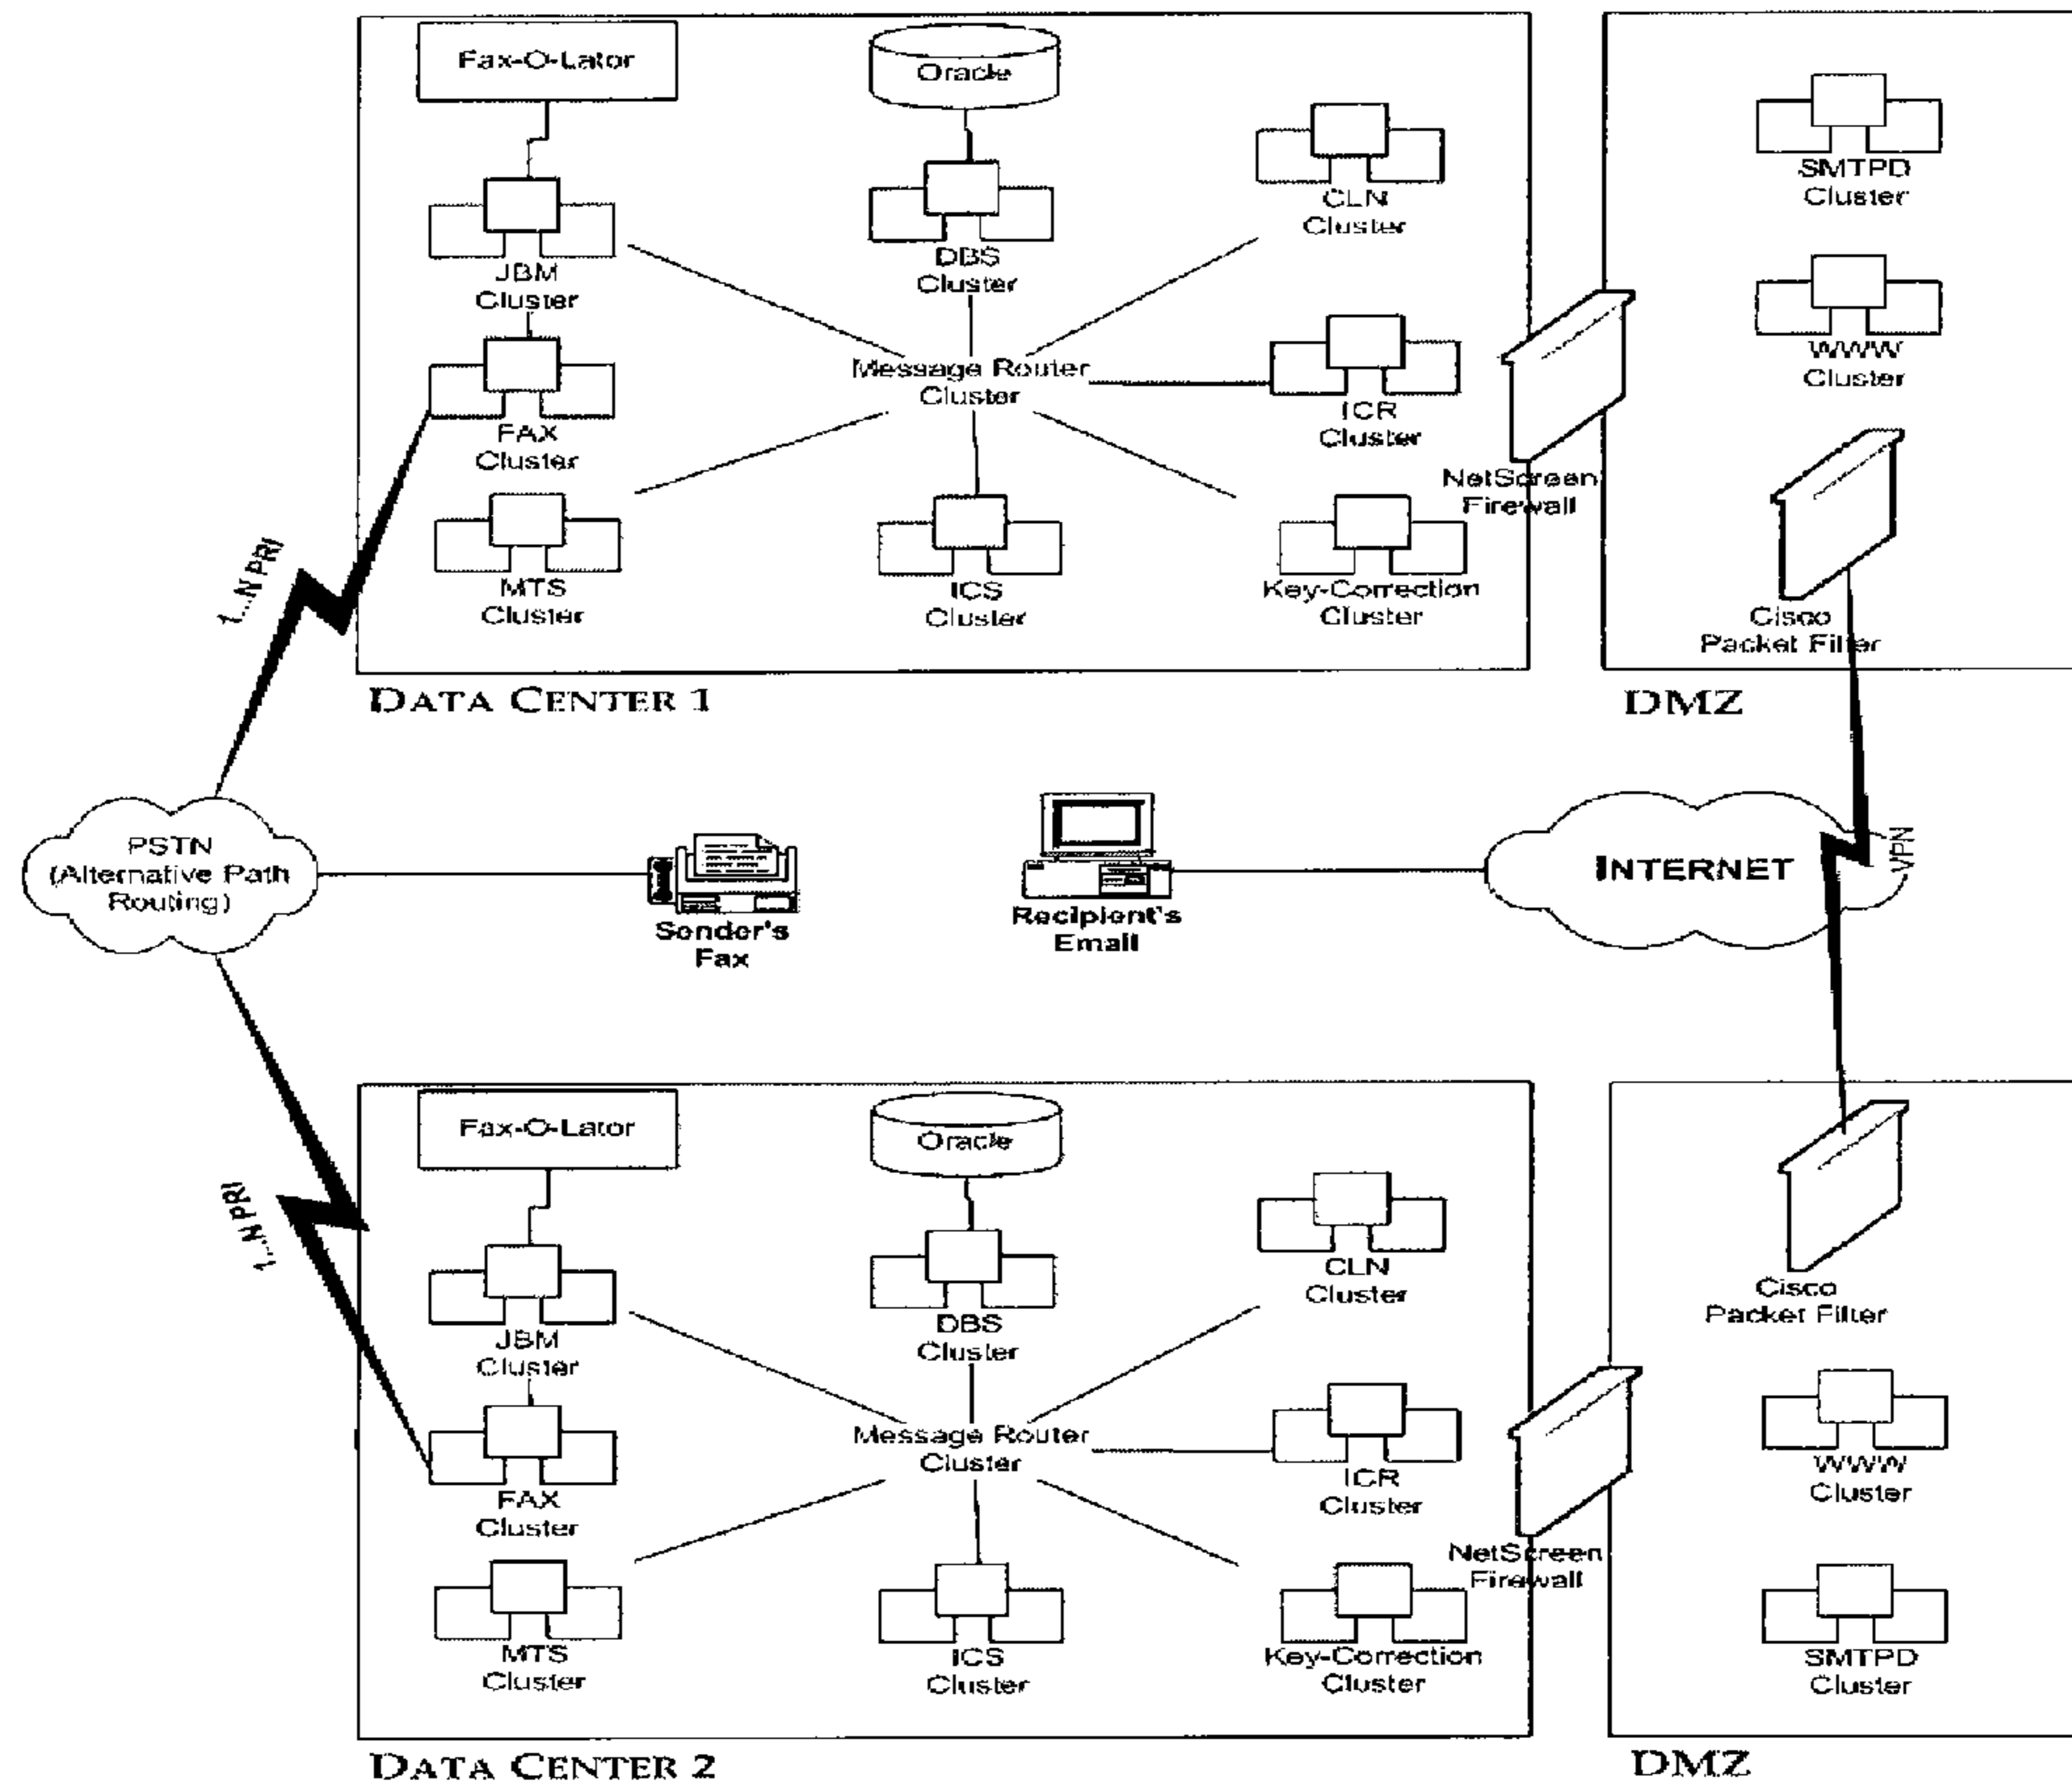 Fax-O-Lator
Oracle
SMTPD
Cluster
CLN
Cluster
JBM
Cluster
DBS
Cluster
WWW
Cluster
Message Router
Cluster
ICR
Cluster
FAX
Cluster
NetScreen
Firewall
1...N PRI
MTS
Cluster
ICS
Cluster
Key-Correction
Cluster
Cisco
Packet Filter
DATA CENTER 1
DMZ
PSTN
(Alternative Path
Routing)
Sender's
Fax
Recipient's
Email
INTERNET
VPN
Fax-O-Lator
Oracle
1...N PRI
CLN
Cluster
Cisco
Packet Filter
JBM
Cluster
DBS
Cluster
Message Router
Cluster
ICR
Cluster
WWW
Cluster
FAX
Cluster
NetScreen
Firewall
MTS
Cluster
ICS
Cluster
Key-Correction
Cluster
SMTPD
Cluster
DATA CENTER 2
DMZ